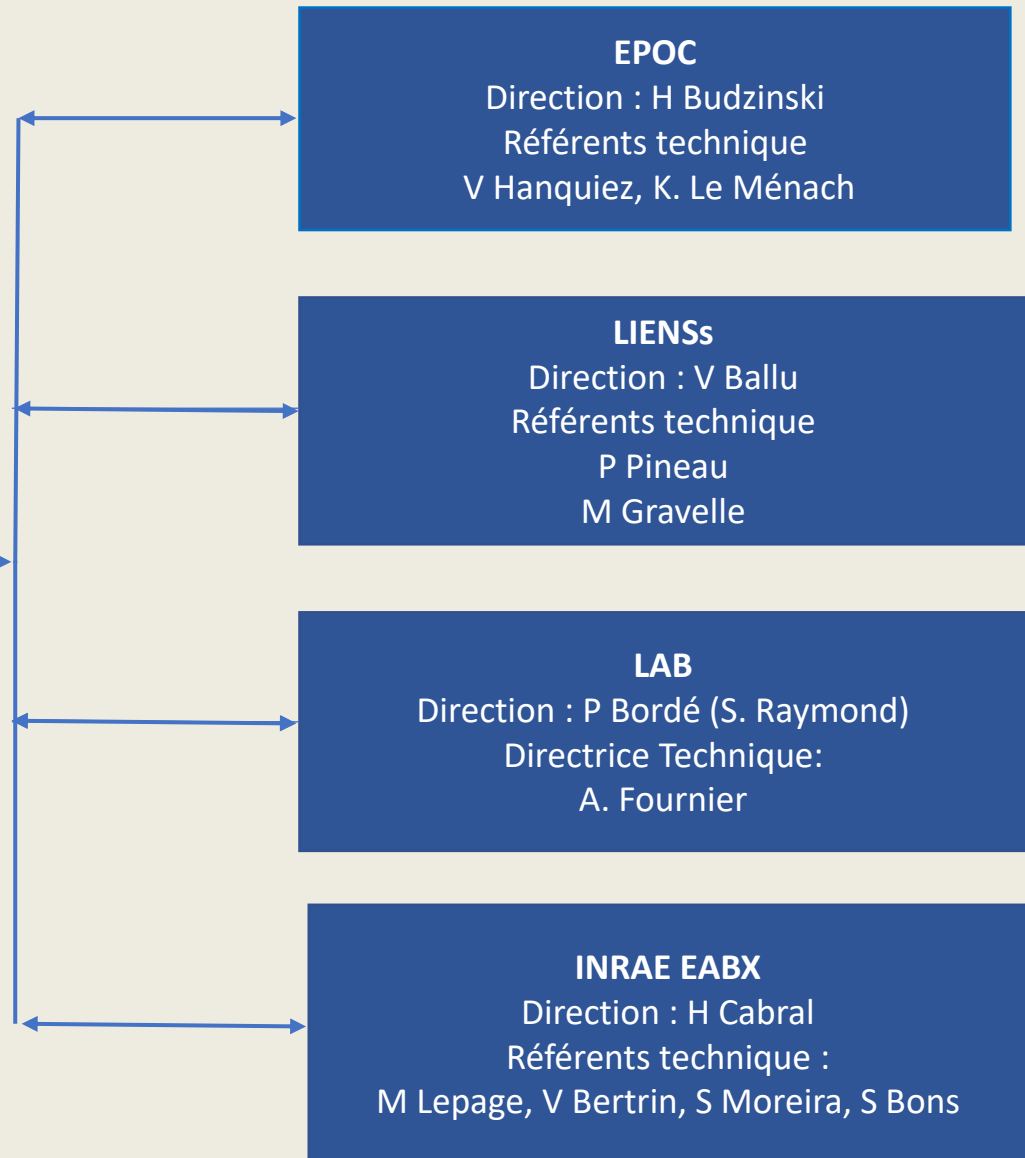 EPOC
Direction : H Budzinski
Référents technique
V Hanquiez, K. Le Ménach
LIENSs
Direction : V Ballu
Référents technique
P Pineau
M Gravelle
LAB
Direction : P Bordé (S. Raymond)
Directrice Technique:
A. Fournier
INRAE EABX
Direction : H Cabral
Référents technique :
M Lepage, V Bertrin, S Moreira, S Bons